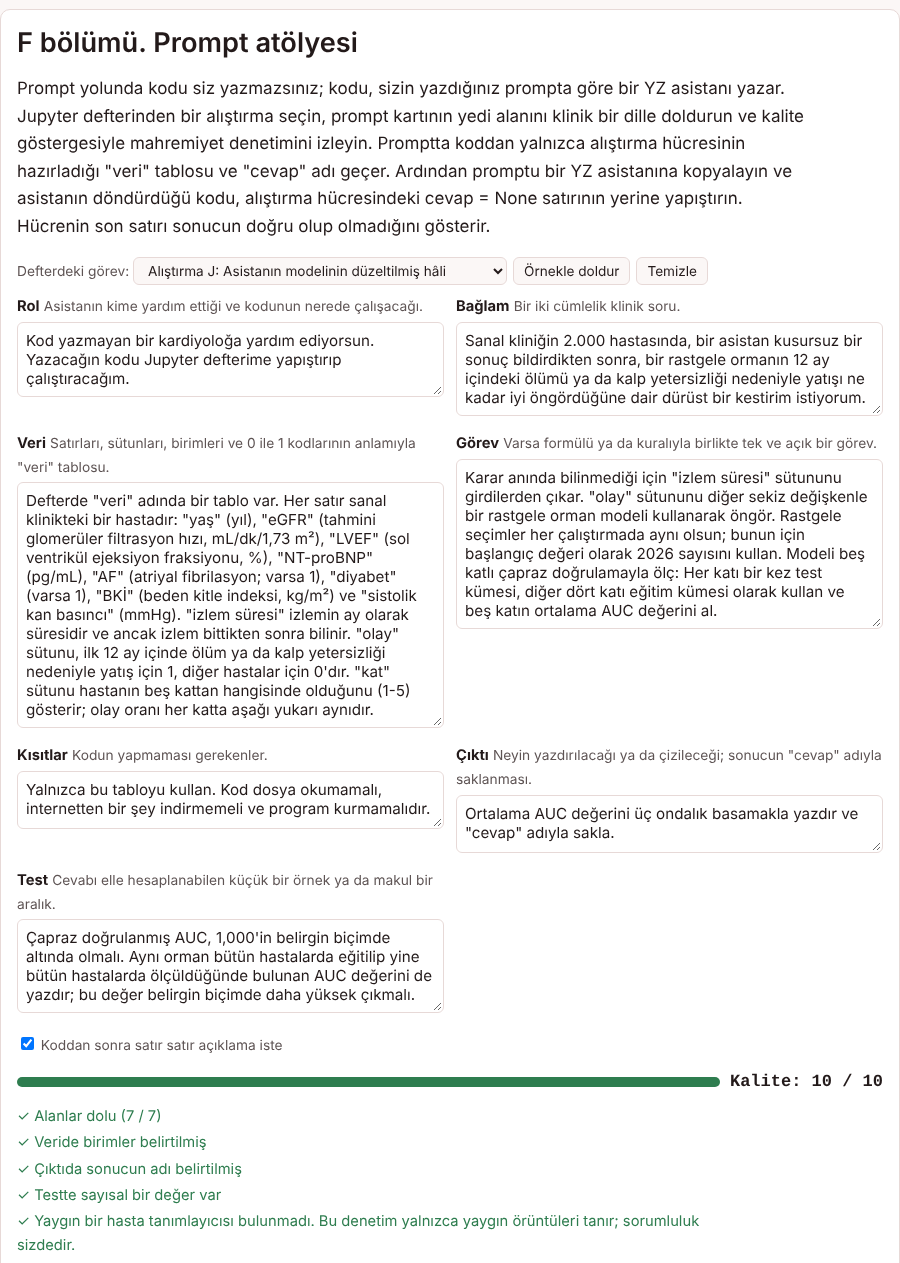 F bölümü. Prompt atölyesi
Prompt yolunda kodu siz yazmazsınız; kodu, sizin yazdığınız prompta göre bir YZ asistanı yazar.
Jupyter defterinden bir alıştırma seçin, prompt kartının yedi alanını klinik bir dille doldurun ve kalite
göstergesiyle mahremiyet denetimini izleyin. Promptta koddan yalnızca alıştırma hücresinin
hazırladığı "veri" tablosu ve "cevap" adı geçer. Ardından promptu bir YZ asistanına kopyalayın ve
asistanın döndürdüğü kodu, alıştırma hücresindeki cevap = None satırının yerine yapıştırın.
Hücrenin son satırı sonucun doğru olup olmadığını gösterir.
Defterdeki görev: Alıştırma J: Asistanın modelinin düzeltilmiş hâli Örnekle doldur Temizle
Rol Asistanın kime yardım ettiği ve kodunun nerede çalışacağı.
Kod yazmayan bir kardiyoloğa yardım ediyorsun.
Yazacağın kodu Jupyter defterime yapıştırıp
çalıştıracağım.
Bağlam Bir iki cümlelik klinik soru.
Sanal kliniğin 2.000 hastasında, bir asistan kusursuz bir
sonuç bildirdikten sonra, bir rastgele ormanın 12 ay
içindeki ölümü ya da kalp yetersizliği nedeniyle yatışı ne
kadar iyi öngördüğüne dair dürüst bir kestirim istiyorum.
Veri Satırları, sütunları, birimleri ve 0 ile 1 kodlarının anlamıyla
"veri" tablosu.
Defterde "veri" adında bir tablo var. Her satır sanal
klinikteki bir hastadır: "yaş" (yıl), "eGFR" (tahmini
glomerüler filtrasyon hızı, mL/dk/1,73 m²), "LVEF" (sol
ventrikül ejeksiyon fraksiyonu, %), "NT-proBNP"
(pg/mL), "AF" (atriyal fibrilasyon; varsa 1), "diyabet"
(varsa 1), "BKİ" (beden kitle indeksi, kg/m²) ve "sistolik
kan basıncı" (mmHg). "izlem süresi" izlemin ay olarak
süresidir ve ancak izlem bittikten sonra bilinir. "olay"
sütunu, ilk 12 ay içinde ölüm ya da kalp yetersizliği
nedeniyle yatış için 1, diğer hastalar için 0'dır. "kat"
sütunu hastanın beş kattan hangisinde olduğunu (1-5)
gösterir; olay oranı her katta aşağı yukarı aynıdır.
Görev Varsa formülü ya da kuralıyla birlikte tek ve açık bir görev.
Karar anında bilinmediği için "izlem süresi" sütununu
girdilerden çıkar. "olay" sütununu diğer sekiz değişkenle
bir rastgele orman modeli kullanarak öngör. Rastgele
seçimler her çalıştırmada aynı olsun; bunun için
başlangıç değeri olarak 2026 sayısını kullan. Modeli beş
katlı çapraz doğrulamayla ölç: Her katı bir kez test
kümesi, diğer dört katı eğitim kümesi olarak kullan ve
beş katın ortalama AUC değerini al.
Kısıtlar Kodun yapmaması gerekenler.
Yalnızca bu tabloyu kullan. Kod dosya okumamalı,
internetten bir şey indirmemeli ve program kurmamalıdır.
Çıktı Neyin yazdırılacağı ya da çizileceği; sonucun "cevap" adıyla
saklanması.
Ortalama AUC değerini üç ondalık basamakla yazdır ve
"cevap" adıyla sakla.
Test Cevabı elle hesaplanabilen küçük bir örnek ya da makul bir
aralık.
Çapraz doğrulanmış AUC, 1,000'in belirgin biçimde
altında olmalı. Aynı orman bütün hastalarda eğitilip yine
bütün hastalarda ölçüldüğünde bulunan AUC değerini de
yazdır; bu değer belirgin biçimde daha yüksek çıkmalı.
Koddan sonra satır satır açıklama iste
Kalite: 10 / 10
✓ Alanlar dolu (7 / 7)
✓ Veride birimler belirtilmiş
✓ Çıktıda sonucun adı belirtilmiş
✓ Testte sayısal bir değer var
✓ Yaygın bir hasta tanımlayıcısı bulunmadı. Bu denetim yalnızca yaygın örüntüleri tanır; sorumluluk
sizdedir.